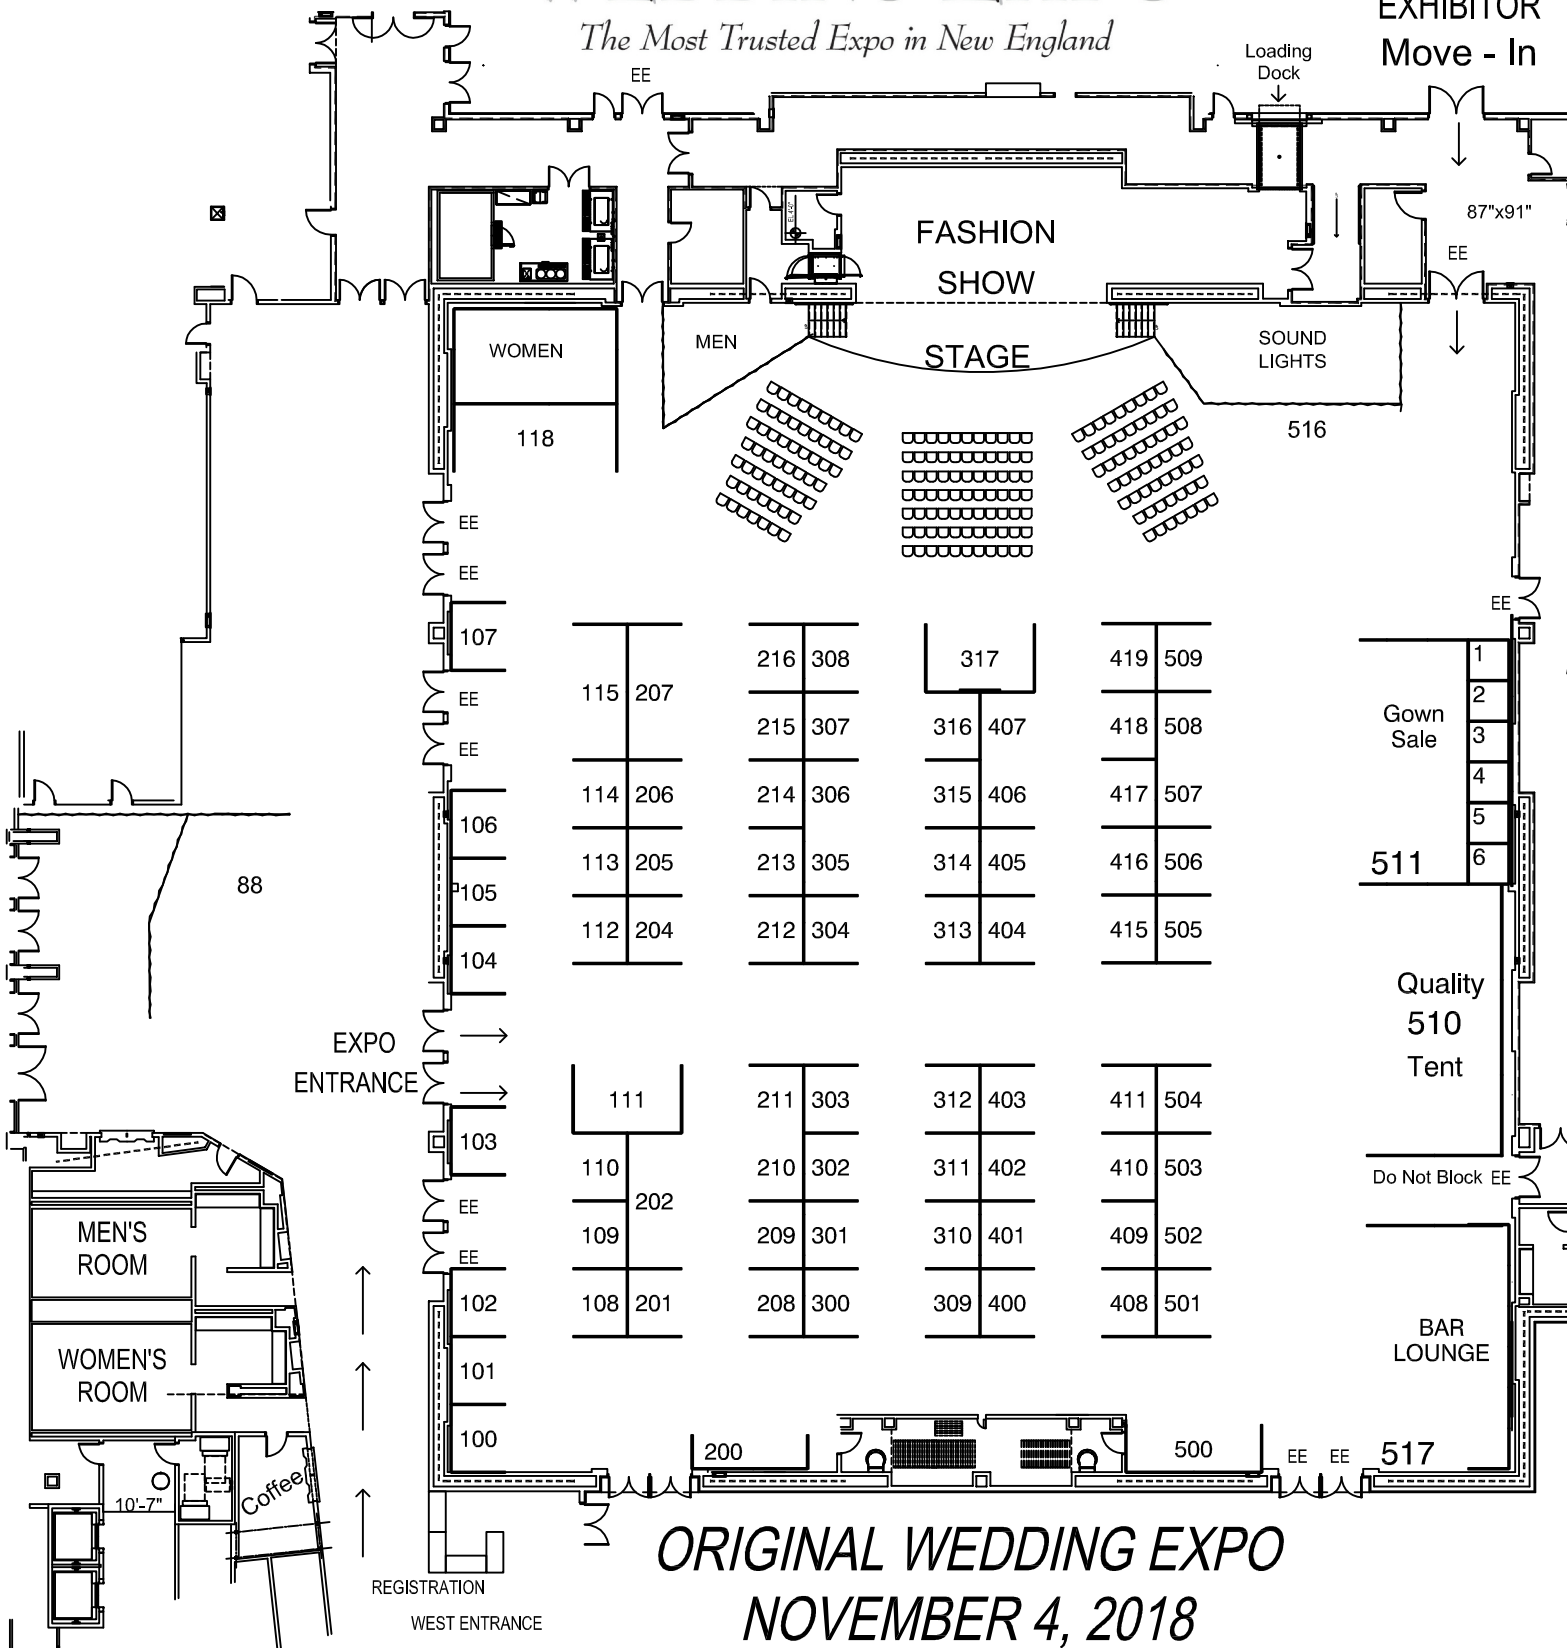 The Most Trusted Expo in New England
EXHIBITOR
Move - In
Loading
Dock
EE
87"x91"
EE
FASHION
SHOW
STAGE
WOMEN
MEN
SOUND
LIGHTS
118
516
EE
EE
EE
107
115 207
216 308
317
419 509
1
2
3
4
5
6
Gown
Sale
511
EE
EE
215 307
316 407
418 508
106
114 206
214 306
315 406
417 507
105
113 205
213 305
314 405
416 506
104
112 204
212 304
313 404
415 505
88
Quality
510
Tent
EXPO
ENTRANCE
111
211 303
312 403
411 504
103
110
202
210 302
311 402
410 503
Do Not Block EE
EE
EE
109
209 301
310 401
409 502
102
108 201
208 300
309 400
408 501
MEN'S
ROOM
WOMEN'S
ROOM
101
BAR
LOUNGE
100
200
500
EE EE
517
Coffee
10'-7"
REGISTRATION
WEST ENTRANCE
ORIGINAL WEDDING EXPO
NOVEMBER 4, 2018